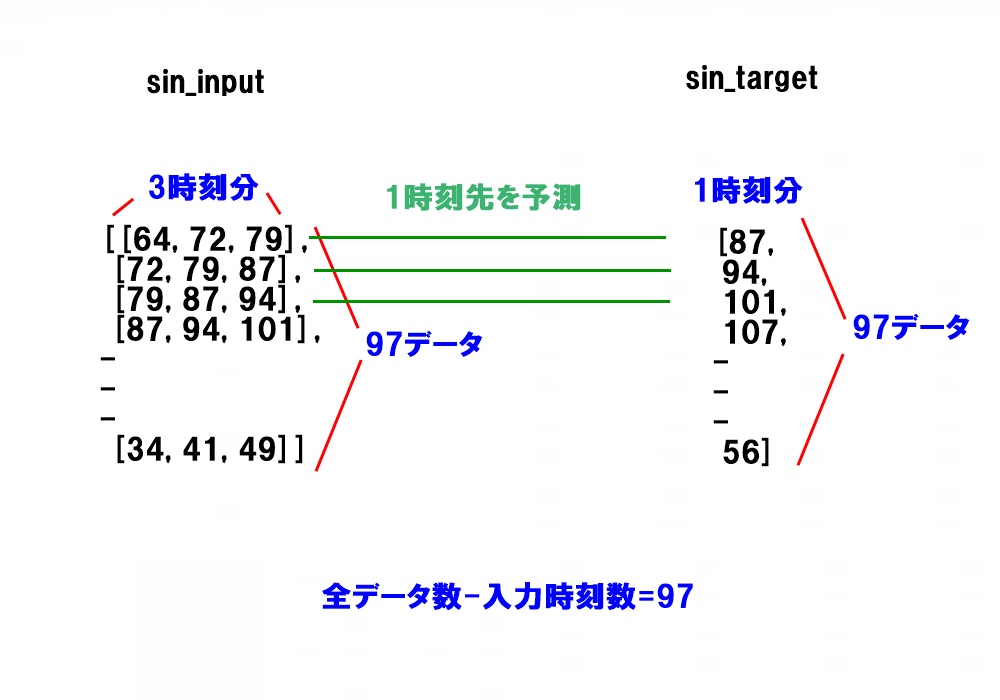 sin_input
sin_target
3時刻分
1時刻先を予測
1時刻分
[[64, 72, 79],
[72, 79, 87],
[79, 87, 94],
[87, 94, 101],
-
-
-
[34, 41, 49]]
97データ
[87,
94,
101,
107,
-
-
-
56]
97データ
全データ数-入力時刻数=97